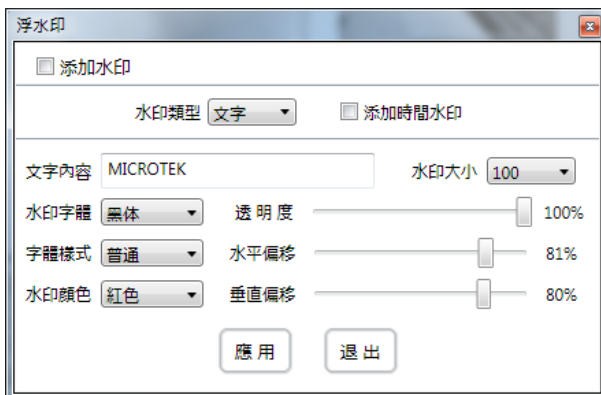 浮水印
添加水印
水印類型 文字 添加時間水印
文字內容 MICROTEK 水印大小 100
水印字體 黑体 透明度 100%
字體樣式 普通 水平偏移 81%
水印顏色 紅色 垂直偏移 80%
應用 退出